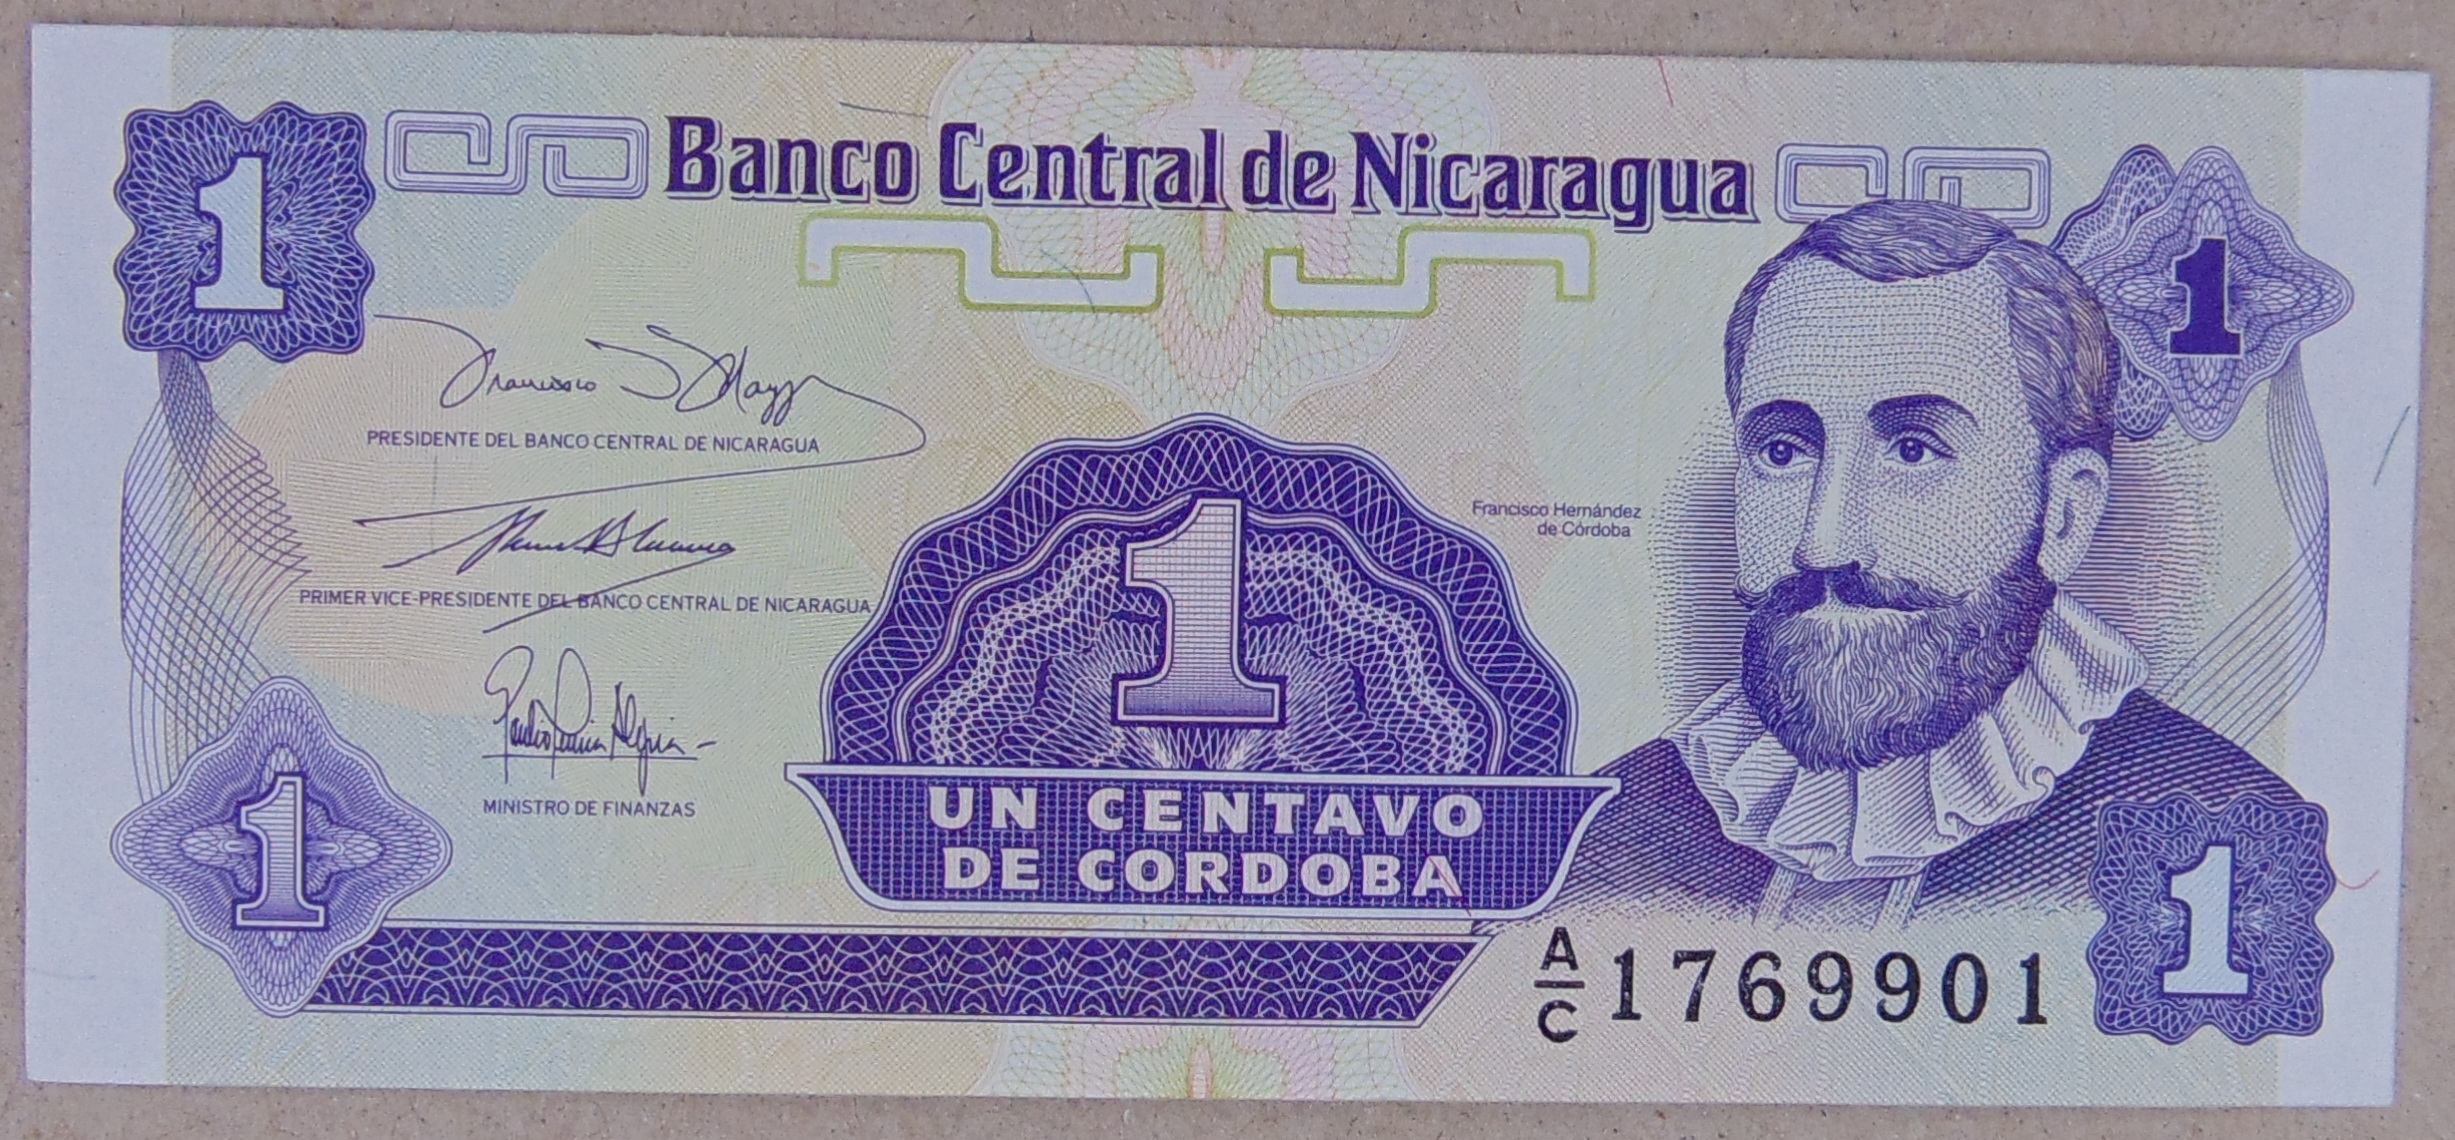 1
Banco Central de Nicaragua
1
PRESIDENTE DEL BANCO CENTRAL DE NICARAGUA
Francisco Hernández
de Córdoba
PRIMER VICE-PRESIDENTE DEL BANCO CENTRAL DE NICARAGUA
1
MINISTRO DE FINANZAS
UN CENTAVO
DE CORDOBA
1
A/C 1769901
1